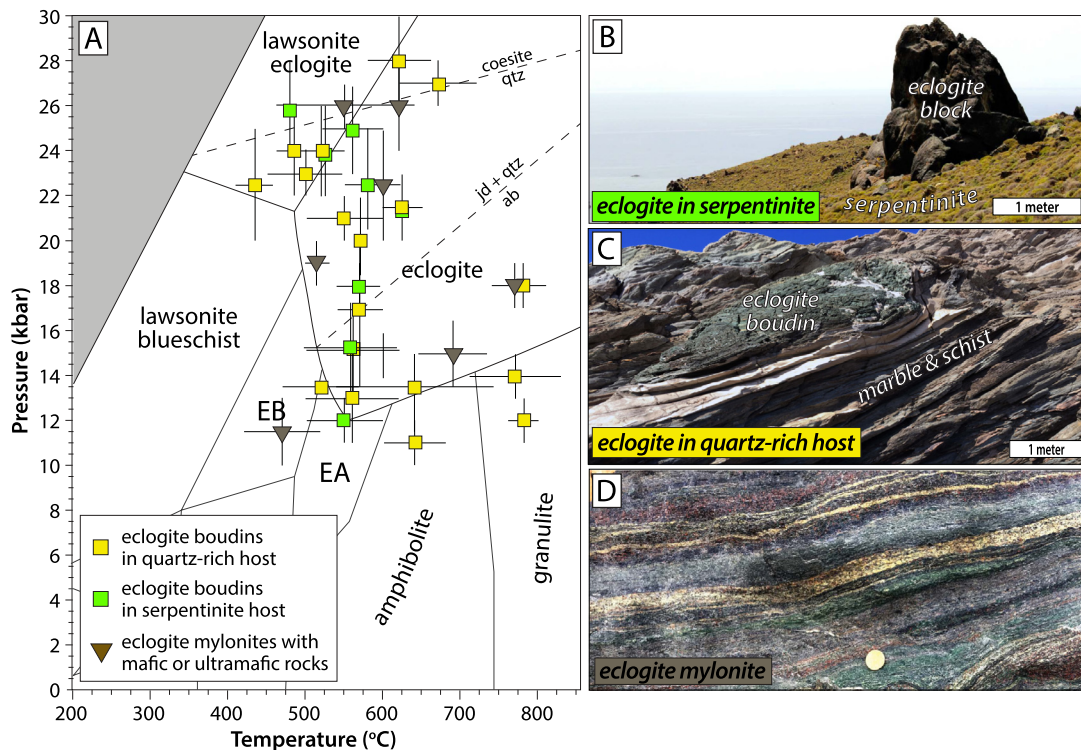 A
30
28
26
24
22
20
18
16
14
12
10
8
6
4
2
0
Pressure (kbar)
200
300
400
500
600
700
800
Temperature (°C)
lawsonite
eclogite
coesite
qtz
jd + qtz
ab
eclogite
lawsonite
blueschist
EB
EA
amphibolite
granulite
eclogite boudins
in quartz-rich host
eclogite boudins
in serpentinite host
eclogite mylonites with
mafic or ultramafic rocks
B
eclogite
block
serpentinite
eclogite in serpentinite
1 meter
C
eclogite
boudin
marble & schist
eclogite in quartz-rich host
1 meter
D
eclogite mylonite